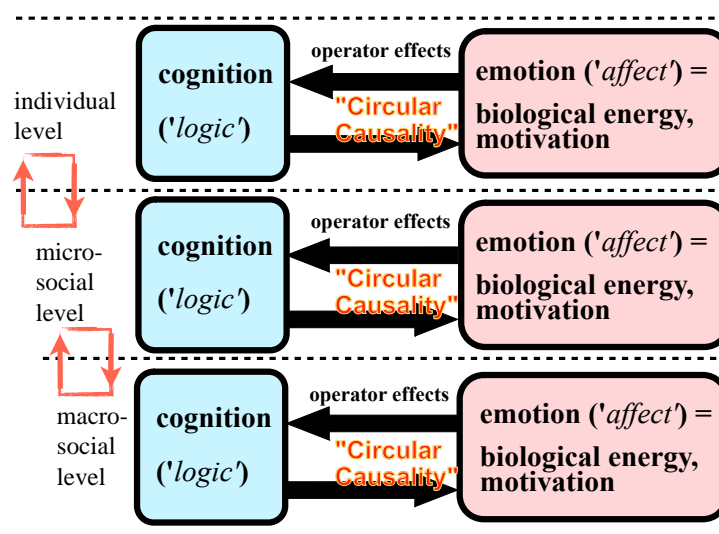 individual
level
cognition
('logic')
operator effects
"Circular
Causality"
emotion ('affect') =
biological energy,
motivation
micro-
social
level
cognition
('logic')
operator effects
"Circular
Causality"
emotion ('affect') =
biological energy,
motivation
macro-
social
level
cognition
('logic')
operator effects
"Circular
Causality"
emotion ('affect') =
biological energy,
motivation